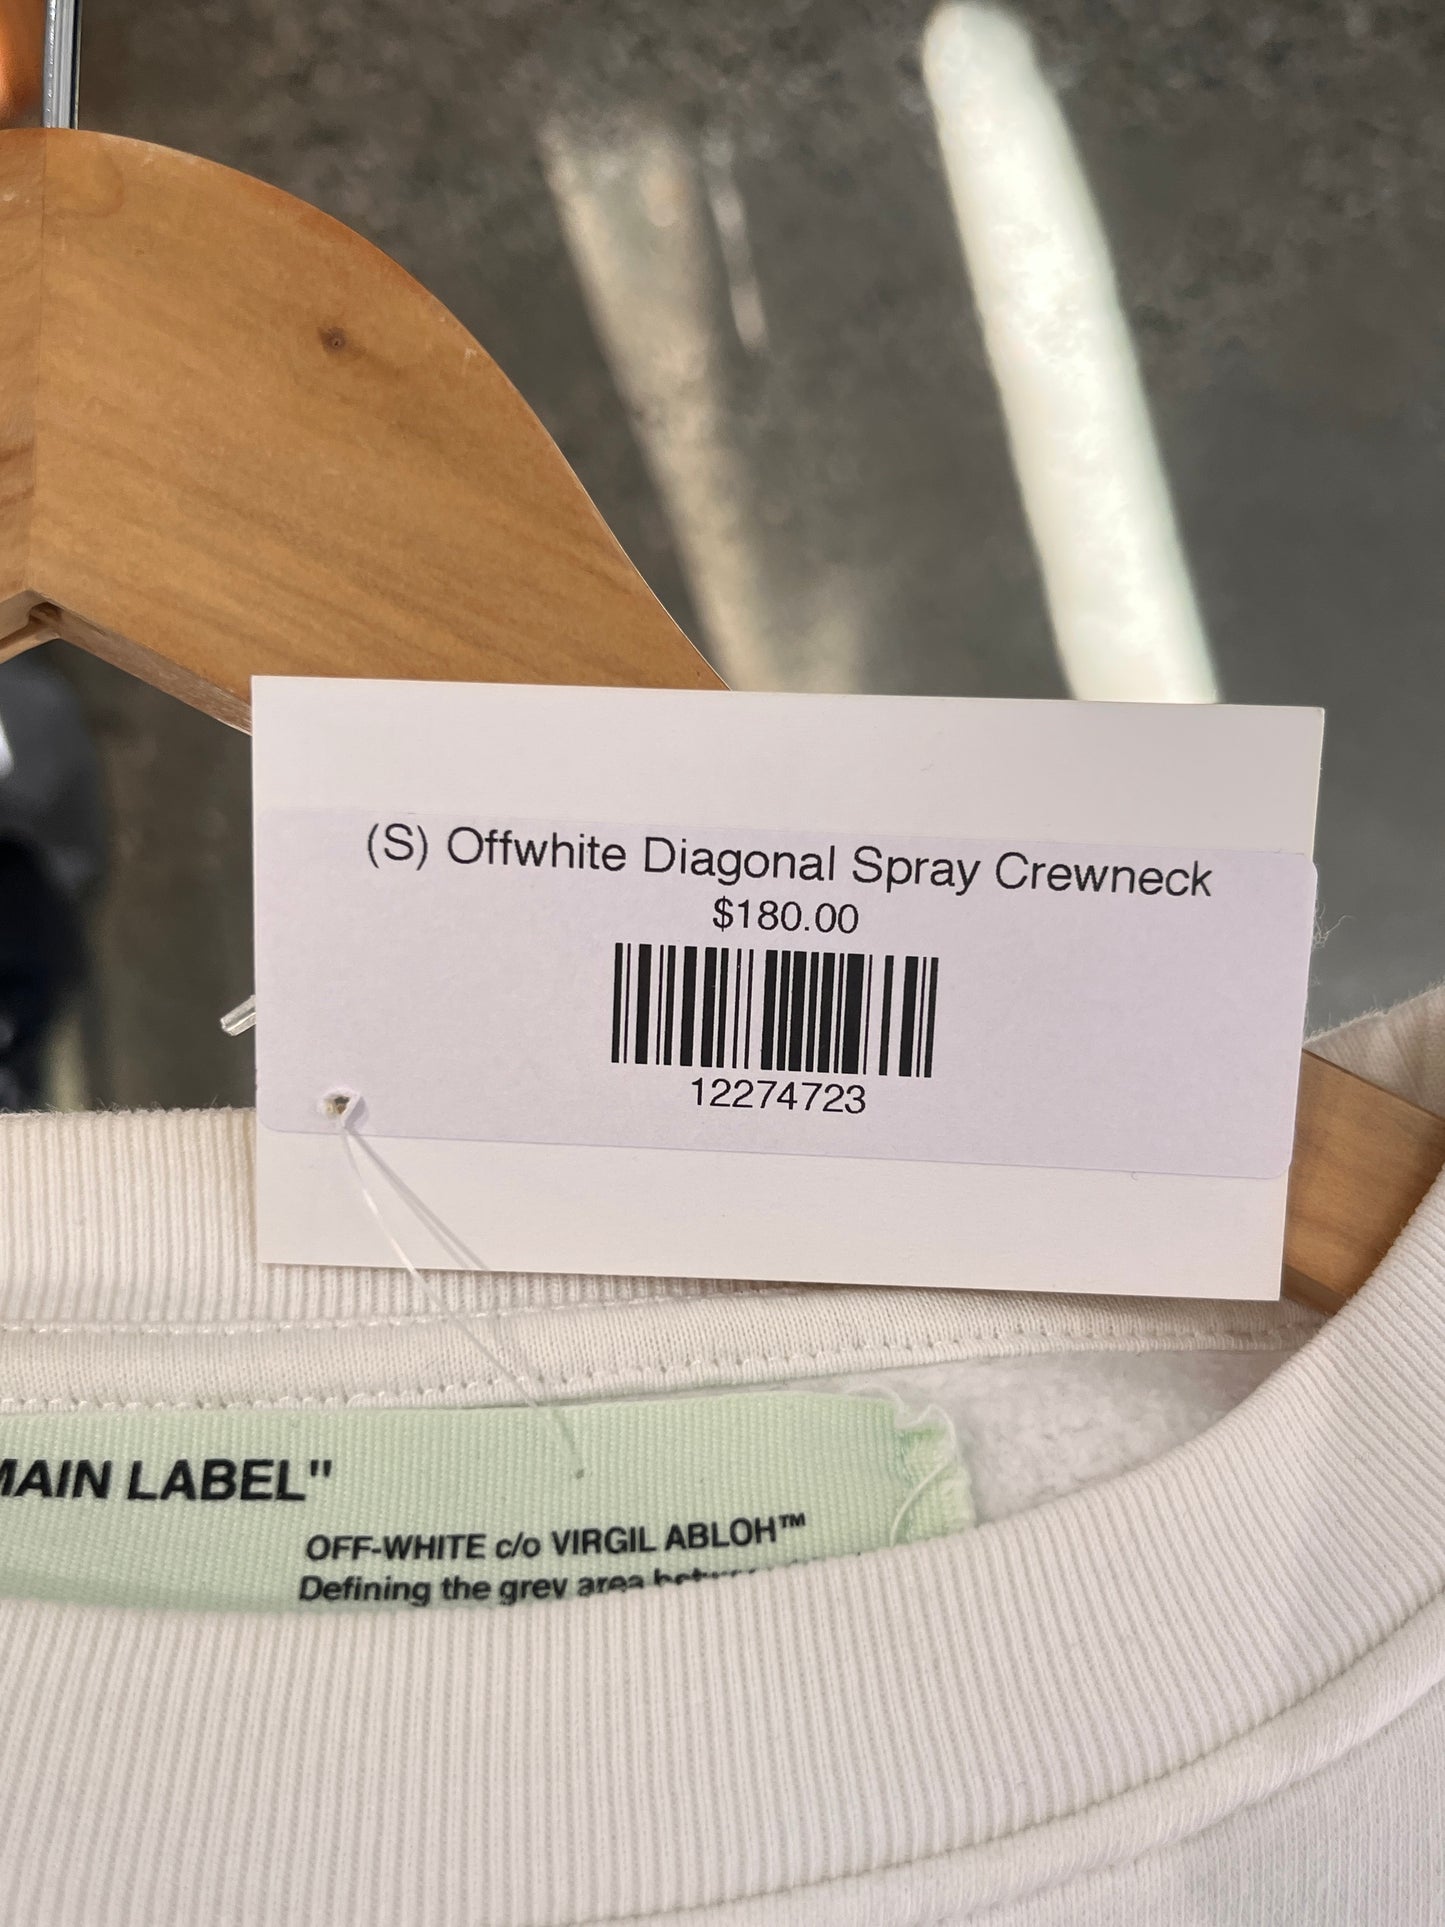 (S) Offwhite Diagonal Spray Crewneck
$180.00
12274723
MAIN LABEL"
OFF-WHITE c/o VIRGIL ABLOH™
Defining the grey area